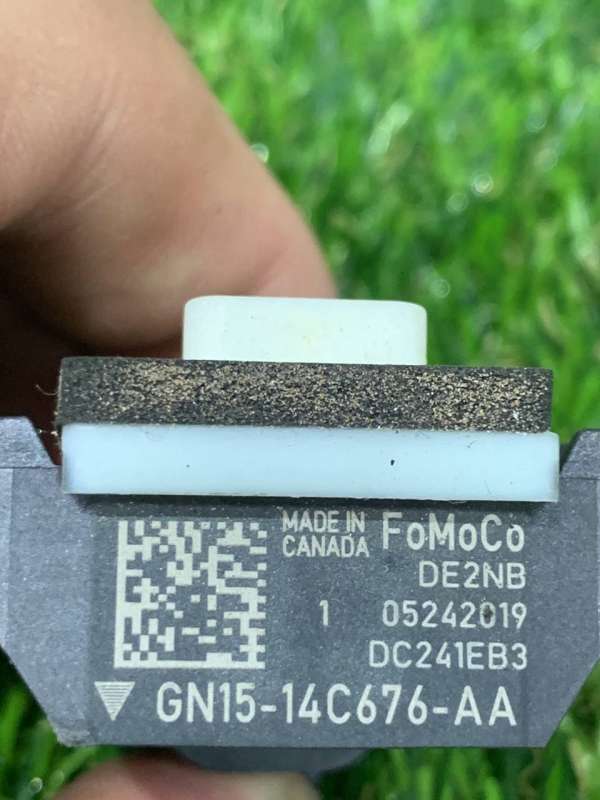 MADE IN
CANADA
FoMoCo
DE2NB
1 05242019
DC241EB3
GN15-14C676-AA